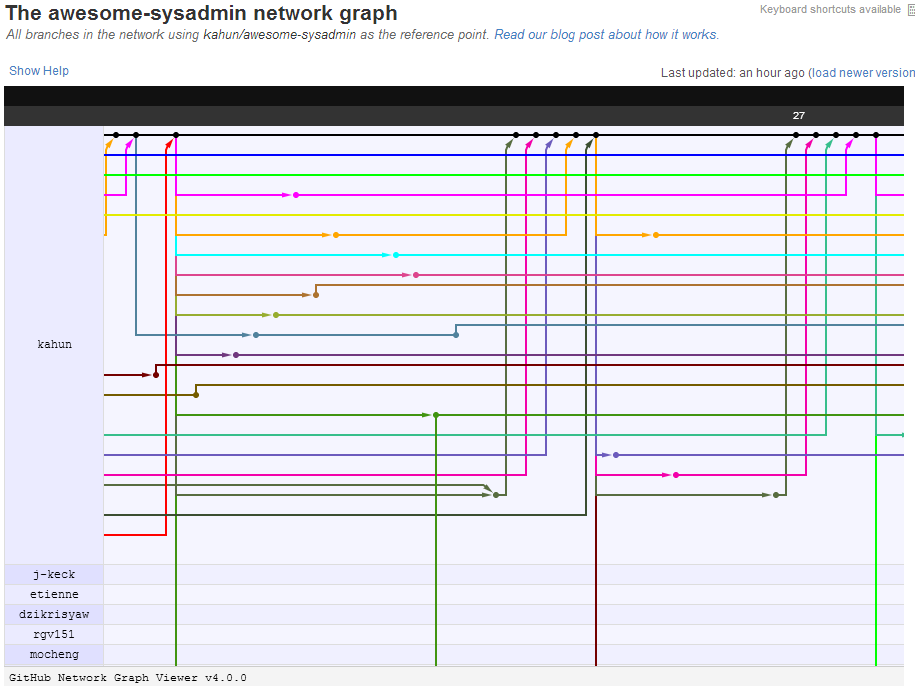 The awesome-sysadmin network graph
Keyboard shortcuts available
All branches in the network using kahun/awesome-sysadmin as the reference point. Read our blog post about how it works.
Show Help
Last updated: an hour ago (load newer version
27
kahun
j-keck
etienne
dzikrisyaw
rgv151
mocheng
GitHub Network Graph Viewer v4.0.0